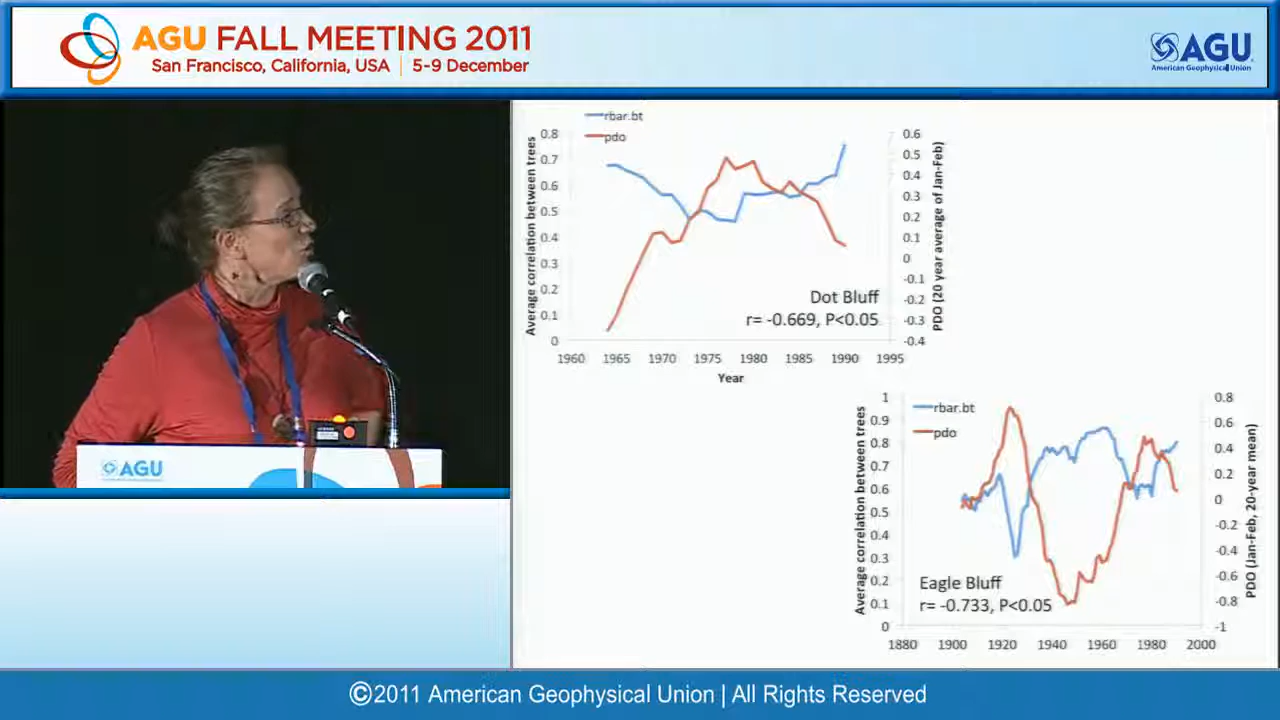 AGU FALL MEETING 2011
San Francisco, California, USA | 5-9 December
AGU
American Geophysical Union
AGU
rbar.bt
pdo
Average correlation between trees
0.8
0.7
0.6
0.5
0.4
0.3
0.2
0.1
0
0.6
0.5
0.4
0.3
0.2
0.1
0
-0.1
-0.2
-0.3
-0.4
PDO (20 year average of Jan-Feb)
Dot Bluff
r= -0.669, P<0.05
1960 1965 1970 1975 1980 1985 1990 1995
Year
rbar.bt
pdo
Average correlation between trees
1
0.9
0.8
0.7
0.6
0.5
0.4
0.3
0.2
0.1
0
0.8
0.6
0.4
0.2
0
-0.2
-0.4
-0.6
-0.8
-1
PDO (Jan-Feb, 20-year mean)
Eagle Bluff
r= -0.733, P<0.05
1880 1900 1920 1940 1960 1980 2000
©2011 American Geophysical Union | All Rights Reserved